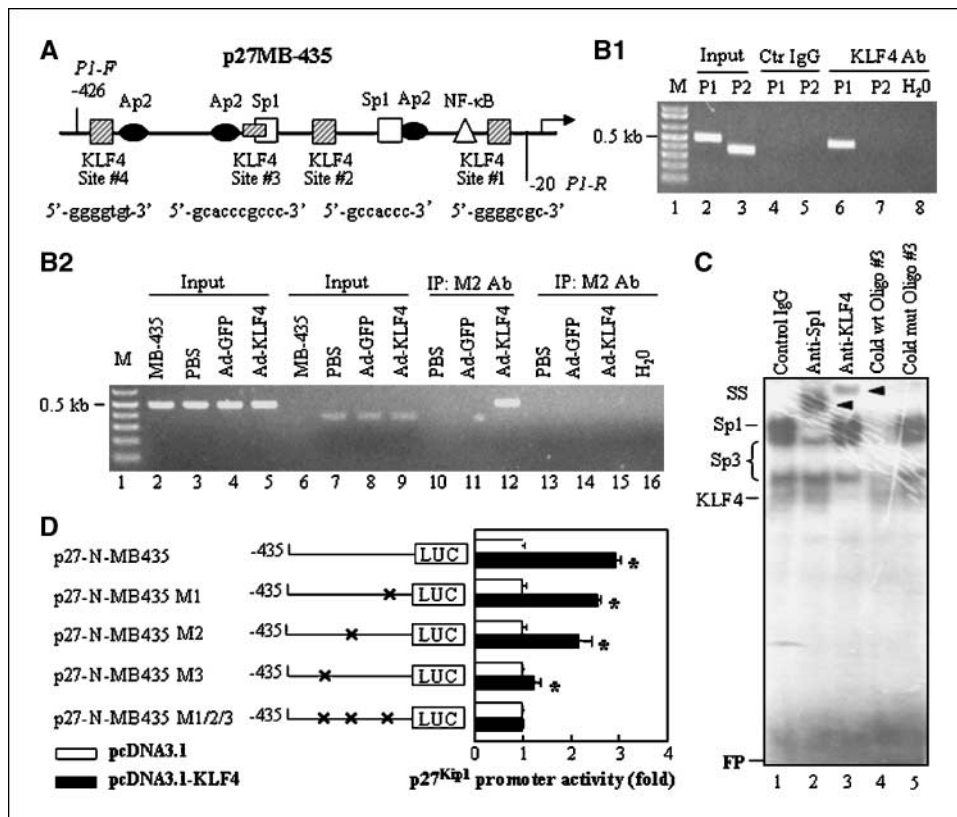 A
p27MB-435
P1-F
-426
Ap2
Ap2
Sp1
Sp1
Ap2
NF-κB
KLF4
Site #4
KLF4
Site #3
KLF4
Site #2
KLF4
Site #1
-20 P1-R
5'-ggggtgt-3'
5'-gcacccgccc-3'
5'-gccaccc-3'
5'-ggggcgc-3'
B1
Input
Ctr IgG
KLF4 Ab
M
P1
P2
P1
P2
P1
P2
H20
0.5 kb
1 2 3 4 5 6 7 8
B2
Input
Input
IP: M2 Ab
IP: M2 Ab
M
MB-435
PBS
Ad-GFP
Ad-KLF4
MB-435
PBS
Ad-GFP
Ad-KLF4
PBS
Ad-GFP
Ad-KLF4
PBS
Ad-GFP
Ad-KLF4
H20
0.5 kb
1 2 3 4 5 6 7 8 9 10 11 12 13 14 15 16
C
Control IgG
Anti-Sp1
Anti-KLF4
Cold wt Oligo #3
Cold mut Oligo #3
SS
Sp1
Sp3
KLF4
FP
1 2 3 4 5
D
p27-N-MB435 -435 LUC *
p27-N-MB435 M1 -435 LUC *
p27-N-MB435 M2 -435 LUC *
p27-N-MB435 M3 -435 LUC *
p27-N-MB435 M1/2/3 -435 LUC
pcDNA3.1
pcDNA3.1-KLF4
0 1 2 3 4
p27Kip1 promoter activity (fold)